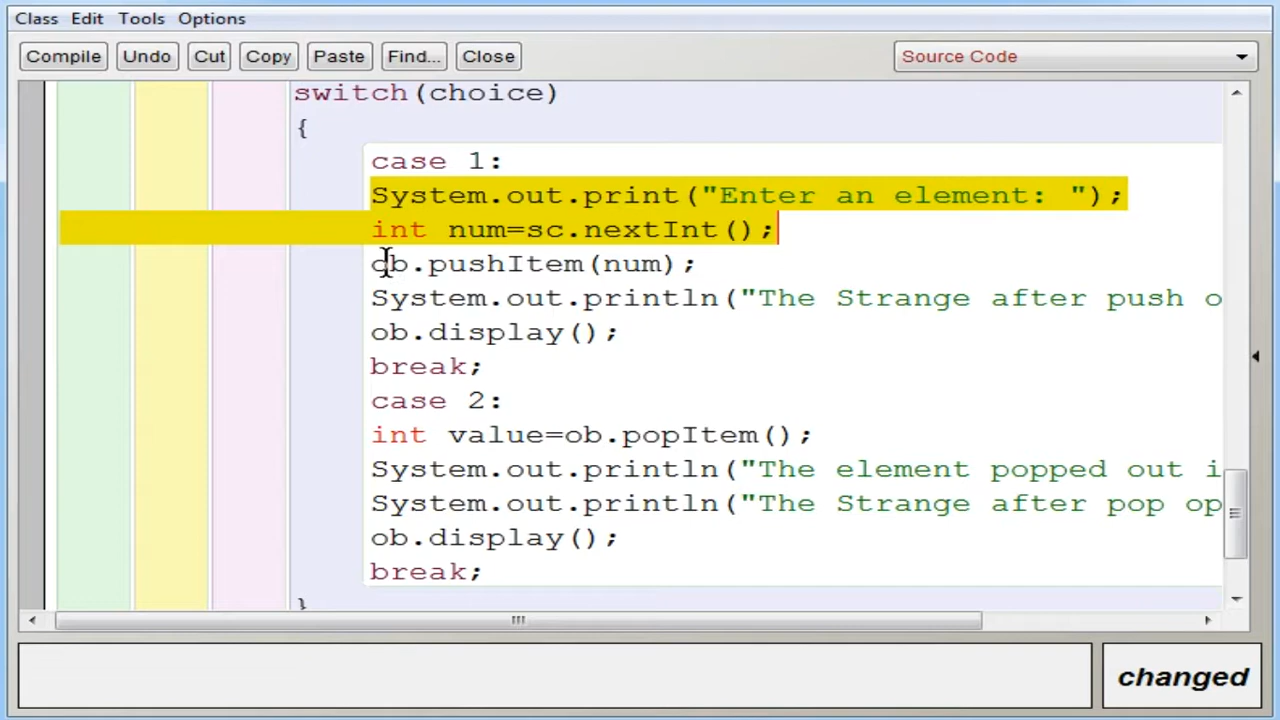 Class Edit Tools Options
Compile Undo Cut Copy Paste Find... Close Source Code
switch(choice)
{
case 1:
System.out.print("Enter an element: ");
int num=sc.nextInt();
ob.pushItem(num);
System.out.println("The Strange after push o
ob.display();
break;
case 2:
int value=ob.popItem();
System.out.println("The element popped out i
System.out.println("The Strange after pop op
ob.display();
break;
}
changed